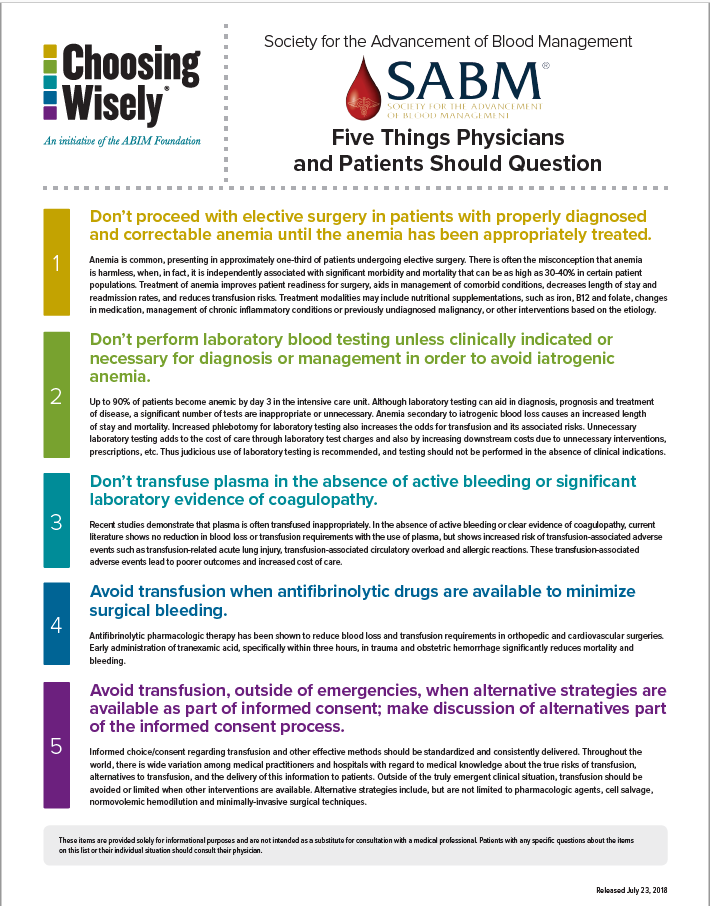 Choosing
Wisely®
An initiative of the ABIM Foundation
Society for the Advancement of Blood Management
SABM®
SOCIETY FOR THE ADVANCEMENT
OF BLOOD MANAGEMENT
Five Things Physicians
and Patients Should Question
1
Don’t proceed with elective surgery in patients with properly diagnosed
and correctable anemia until the anemia has been appropriately treated.
Anemia is common, presenting in approximately one-third of patients undergoing elective surgery. There is often the misconception that anemia
is harmless, when, in fact, it is independently associated with significant morbidity and mortality that can be as high as 30-40% in certain patient
populations. Treatment of anemia improves patient readiness for surgery, aids in management of comorbid conditions, decreases length of stay and
readmission rates, and reduces transfusion risks. Treatment modalities may include nutritional supplementations, such as iron, B12 and folate, changes
in medication, management of chronic inflammatory conditions or previously undiagnosed malignancy, or other interventions based on the etiology.
2
Don’t perform laboratory blood testing unless clinically indicated or
necessary for diagnosis or management in order to avoid iatrogenic
anemia.
Up to 90% of patients become anemic by day 3 in the intensive care unit. Although laboratory testing can aid in diagnosis, prognosis and treatment
of disease, a significant number of tests are inappropriate or unnecessary. Anemia secondary to iatrogenic blood loss causes an increased length
of stay and mortality. Increased phlebotomy for laboratory testing also increases the odds for transfusion and its associated risks. Unnecessary
laboratory testing adds to the cost of care through laboratory test charges and also by increasing downstream costs due to unnecessary interventions,
prescriptions, etc. Thus judicious use of laboratory testing is recommended, and testing should not be performed in the absence of clinical indications.
3
Don’t transfuse plasma in the absence of active bleeding or significant
laboratory evidence of coagulopathy.
Recent studies demonstrate that plasma is often transfused inappropriately. In the absence of active bleeding or clear evidence of coagulopathy, current
literature shows no reduction in blood loss or transfusion requirements with the use of plasma, but shows increased risk of transfusion-associated adverse
events such as transfusion-related acute lung injury, transfusion-associated circulatory overload and allergic reactions. These transfusion-associated
adverse events lead to poorer outcomes and increased cost of care.
4
Avoid transfusion when antifibrinolytic drugs are available to minimize
surgical bleeding.
Antifibrinolytic pharmacologic therapy has been shown to reduce blood loss and transfusion requirements in orthopedic and cardiovascular surgeries.
Early administration of tranexamic acid, specifically within three hours, in trauma and obstetric hemorrhage significantly reduces mortality and
bleeding.
5
Avoid transfusion, outside of emergencies, when alternative strategies are
available as part of informed consent; make discussion of alternatives part
of the informed consent process.
Informed choice/consent regarding transfusion and other effective methods should be standardized and consistently delivered. Throughout the
world, there is wide variation among medical practitioners and hospitals with regard to medical knowledge about the true risks of transfusion,
alternatives to transfusion, and the delivery of this information to patients. Outside of the truly emergent clinical situation, transfusion should be
avoided or limited when other interventions are available. Alternative strategies include, but are not limited to pharmacologic agents, cell salvage,
normovolemic hemodilution and minimally-invasive surgical techniques.
These items are provided solely for informational purposes and are not intended as a substitute for consultation with a medical professional. Patients with any specific questions about the items
on this list or their individual situation should consult their physician.
Released July 23, 2018